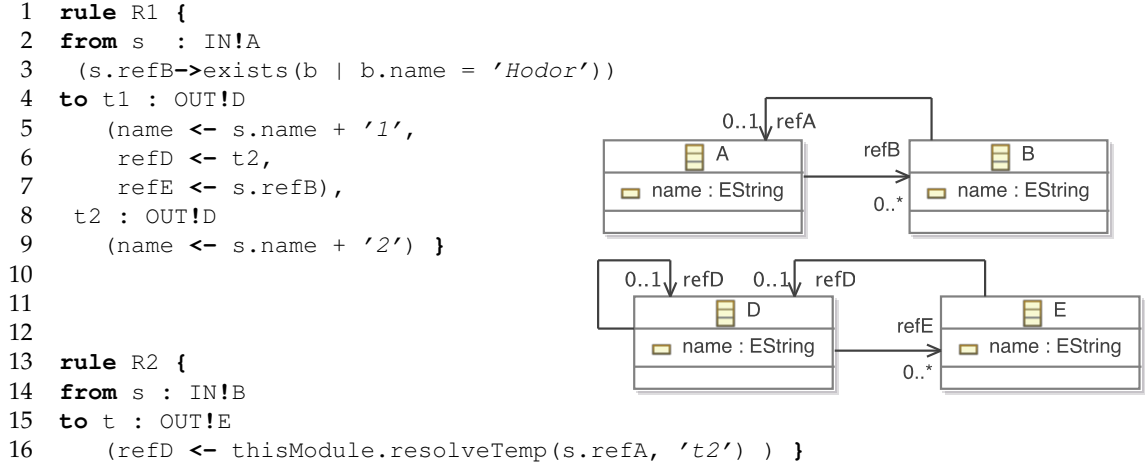 1 rule R1 {
2 from s : IN!A
3 (s.refB->exists(b | b.name = 'Hodor'))
4 to t1 : OUT!D
5 (name <- s.name + '1',
6 refD <- t2,
7 refE <- s.refB),
8 t2 : OUT!D
9 (name <- s.name + '2') }
10
11
12
13 rule R2 {
14 from s : IN!B
15 to t : OUT!E
16 (refD <- thisModule.resolveTemp(s.refA, 't2') ) }
0..1 refA
A
name : EString
refB
0..*
B
name : EString
0..1 refD
0..1 refD
D
name : EString
refE
0..*
E
name : EString